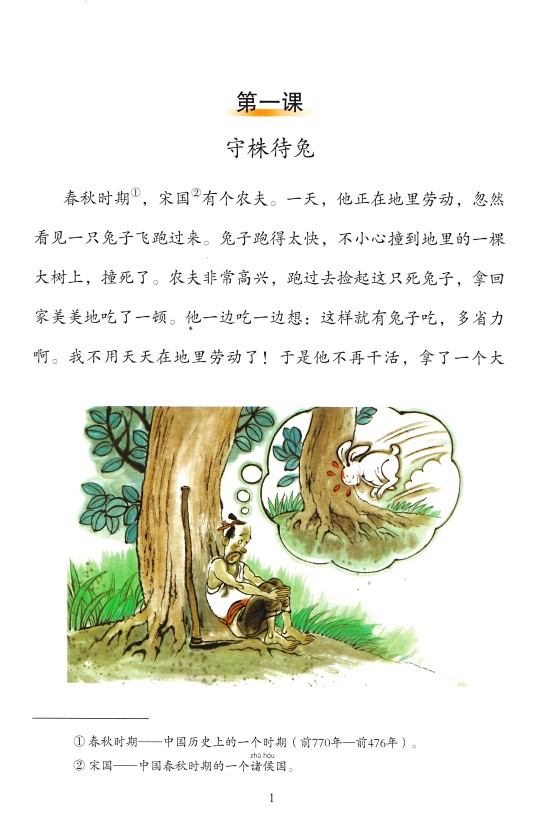 第一课
守株待兔
春秋时期①，宋国②有个农夫。一天，他正在地里劳动，忽然
看见一只兔子飞跑过来。兔子跑得太快，不小心撞到地里的一棵
大树上，撞死了。农夫非常高兴，跑过去捡起这只死兔子，拿回
家美美地吃了一顿。他一边吃一边想：这样就有兔子吃，多省力
啊。我不用天天在地里劳动了！于是他不再干活，拿了一个大
① 春秋时期——中国历史上的一个时期（前770年—前476年）。
zhū hóu
② 宋国——中国春秋时期的一个诸侯国。
1